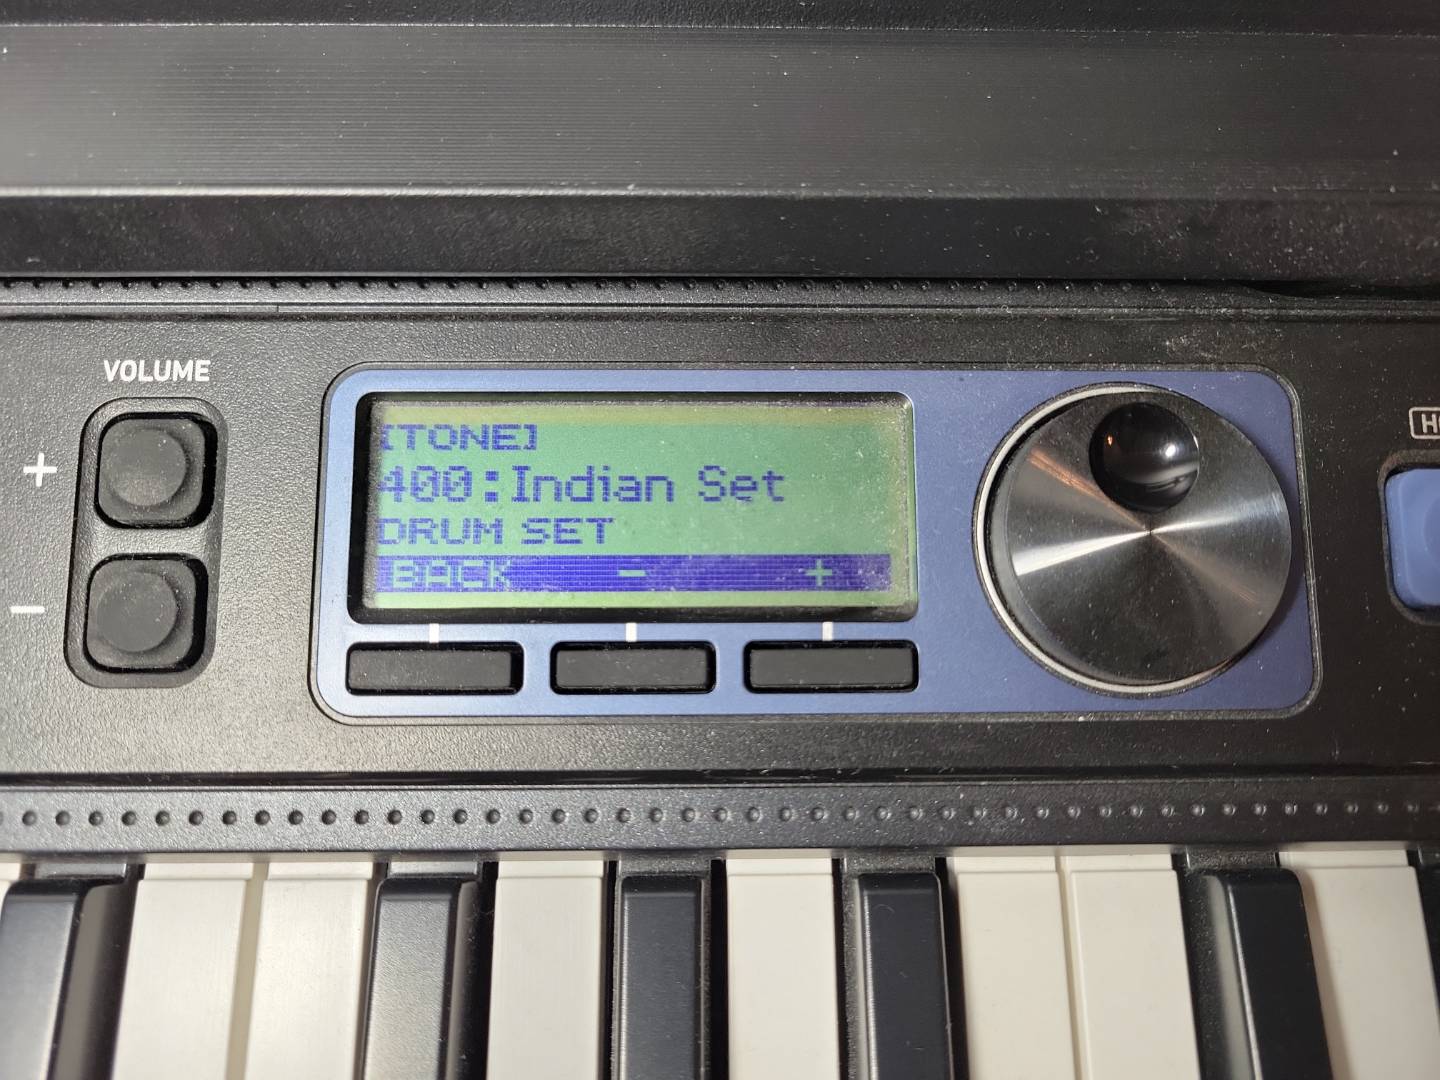 VOLUME
+
−
[TONE]
400:Indian Set
DRUM SET
BACK − +